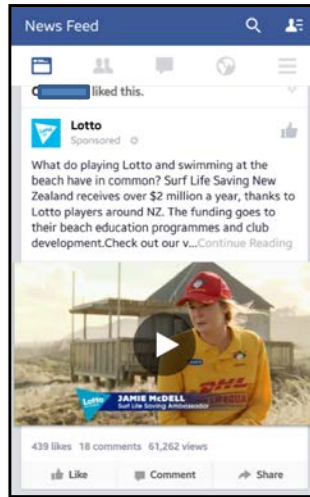 News Feed
C liked this.
Lotto
Sponsored
What do playing Lotto and swimming at the
beach have in common? Surf Life Saving New
Zealand receives over $2 million a year, thanks to
Lotto players around NZ. The funding goes to
their beach education programmes and club
development.Check out our v...Continue Reading
DHL
Lotto
JAMIE McDELL
Surf Life Saving Ambassador
439 likes 18 comments 61,262 views
Like Comment Share